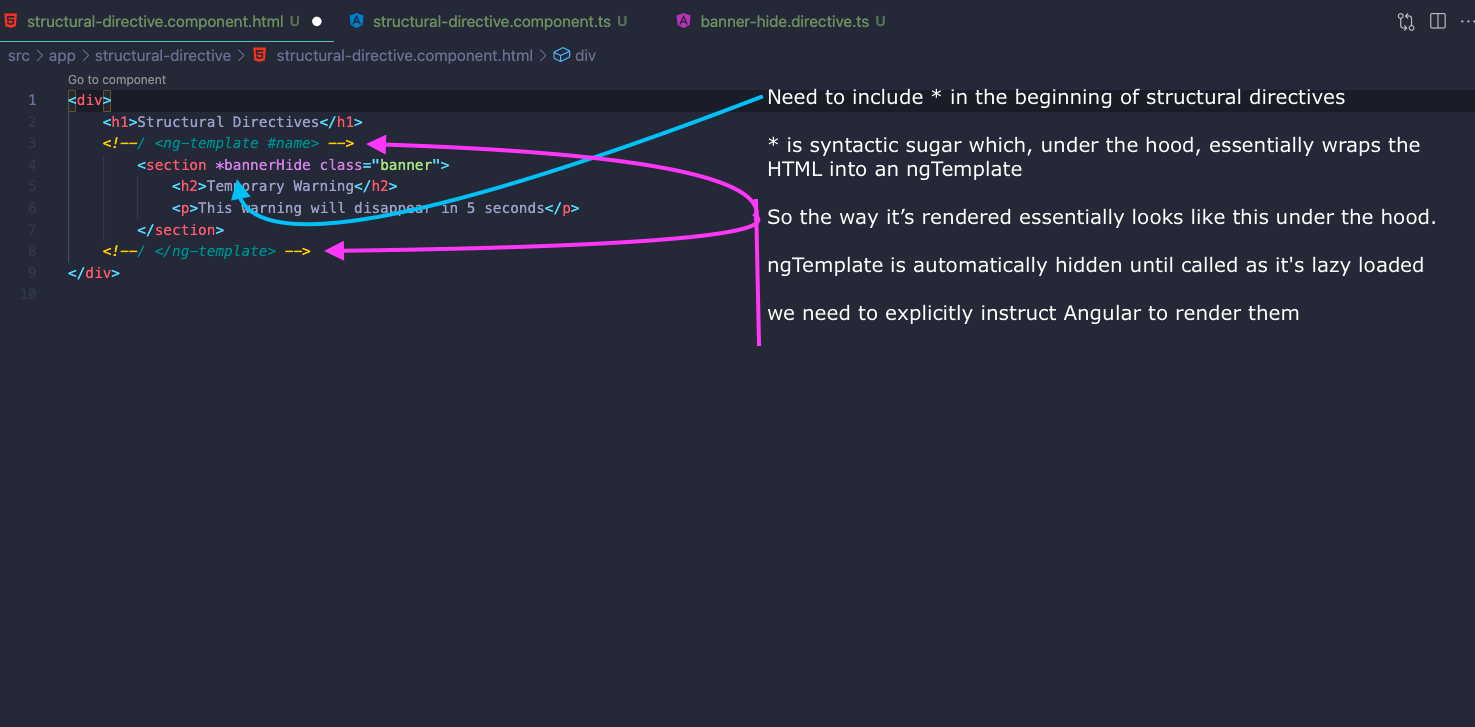 structural-directive.component.html U
structural-directive.component.ts U
banner-hide.directive.ts U
src > app > structural-directive > structural-directive.component.html > div
Go to component
1 <div>
2 <h1>Structural Directives</h1>
3 <!--/ <ng-template #name> -->
4 <section *bannerHide class="banner">
5 <h2>Temporary Warning</h2>
6 <p>This warning will disappear in 5 seconds</p>
7 </section>
8 <!--/ </ng-template> -->
9 </div>
10
Need to include * in the beginning of structural directives
* is syntactic sugar which, under the hood, essentially wraps the
HTML into an ngTemplate
So the way it’s rendered essentially looks like this under the hood.
ngTemplate is automatically hidden until called as it's lazy loaded
we need to explicitly instruct Angular to render them